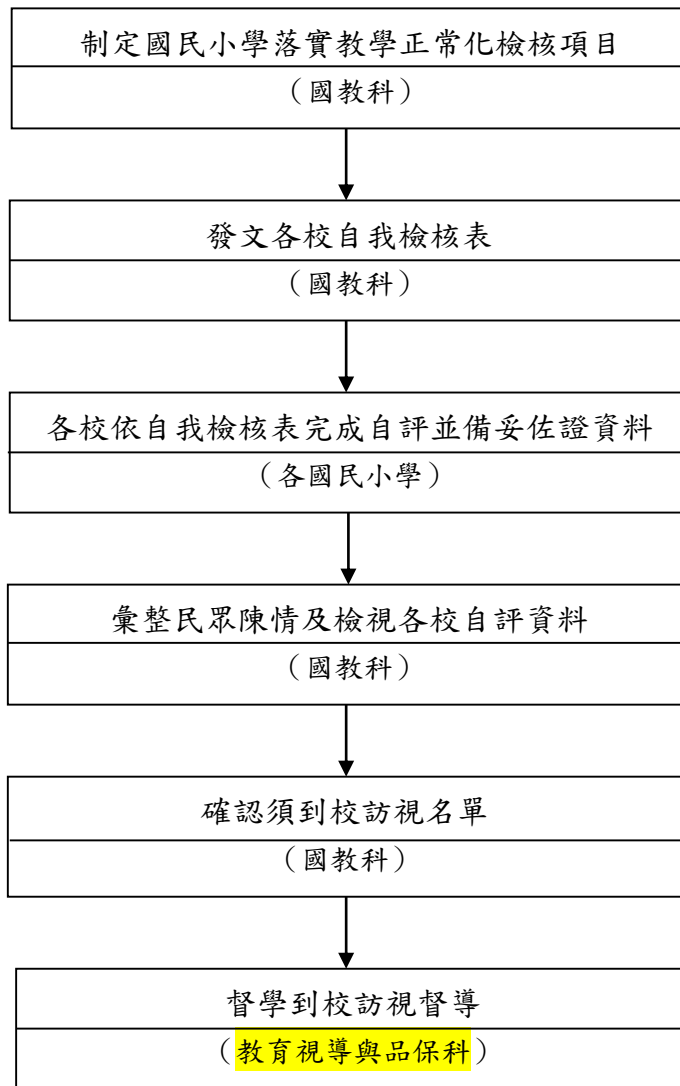 制定國民小學落實教學正常化檢核項目
（國教科）
發文各校自我檢核表
（國教科）
各校依自我檢核表完成自評並備妥佐證資料
（各國民小學）
彙整民眾陳情及檢視各校自評資料
（國教科）
確認須到校訪視名單
（國教科）
督學到校訪視督導
（教育視導與品保科）